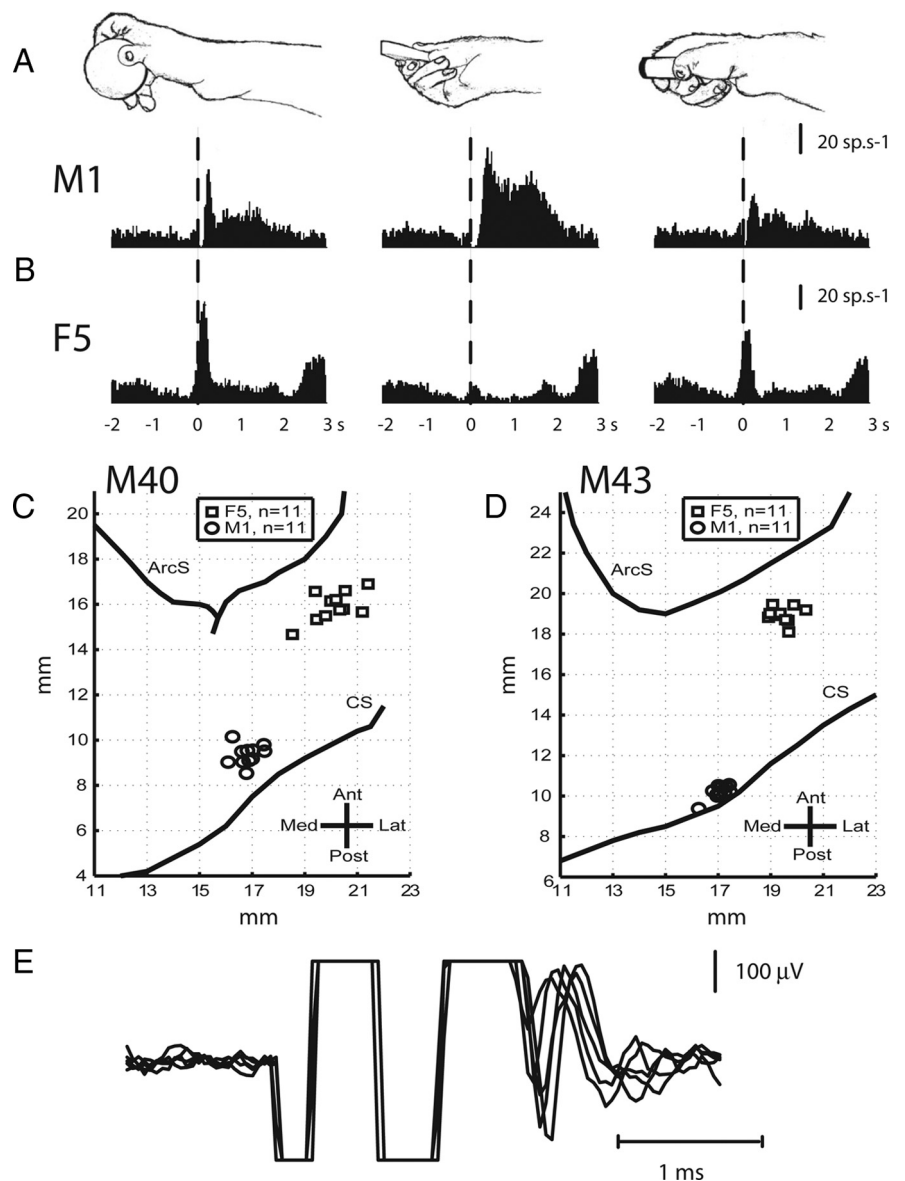 A
M1
20 sp.s-1
B
F5
20 sp.s-1
-2 -1 0 1 2 3 s
-2 -1 0 1 2 3 s
-2 -1 0 1 2 3 s
C
M40
F5, n=11
M1, n=11
ArcS
CS
Ant
Med Lat
Post
20
18
16
14
12
10
8
6
4
mm
11 13 15 17 19 21 23
mm
D
M43
F5, n=11
M1, n=11
ArcS
CS
Ant
Med Lat
Post
24
22
20
18
16
14
12
10
8
6
mm
11 13 15 17 19 21 23
mm
E
100 µV
1 ms